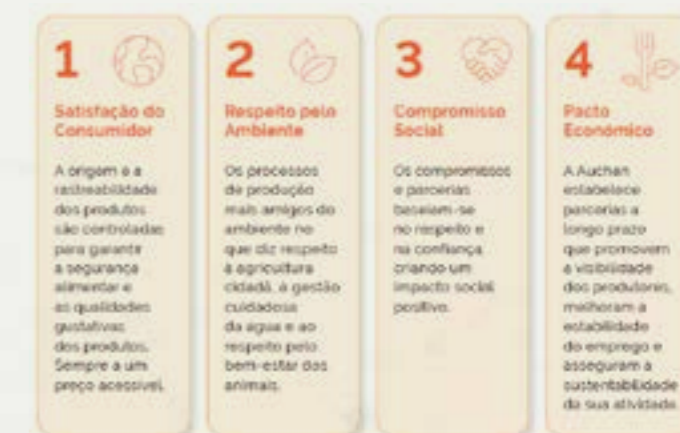 1
Satisfação do
Consumidor
A origem e a
rastreabilidade
dos produtos
são controladas
para garantir
a segurança
alimentar e
as qualidades
gustativas
dos produtos.
Sempre a um
preço acessível.
2
Respeito pelo
Ambiente
Os processos
de produção
mais amigos do
ambiente no
que diz respeito
à agricultura
cidadã, à gestão
cuidadosa
da água e ao
respeito pelo
bem-estar dos
animais.
3
Compromisso
Social
Os compromissos
e parcerias
baseiam-se
no respeito e
na confiança,
criando um
impacto social
positivo.
4
Pacto
Económico
A Auchan
estabelece
parcerias a
longo prazo
que promovem
a visibilidade
dos produtores,
melhoram a
estabilidade
do emprego e
asseguram a
sustentabilidade
da sua atividade.